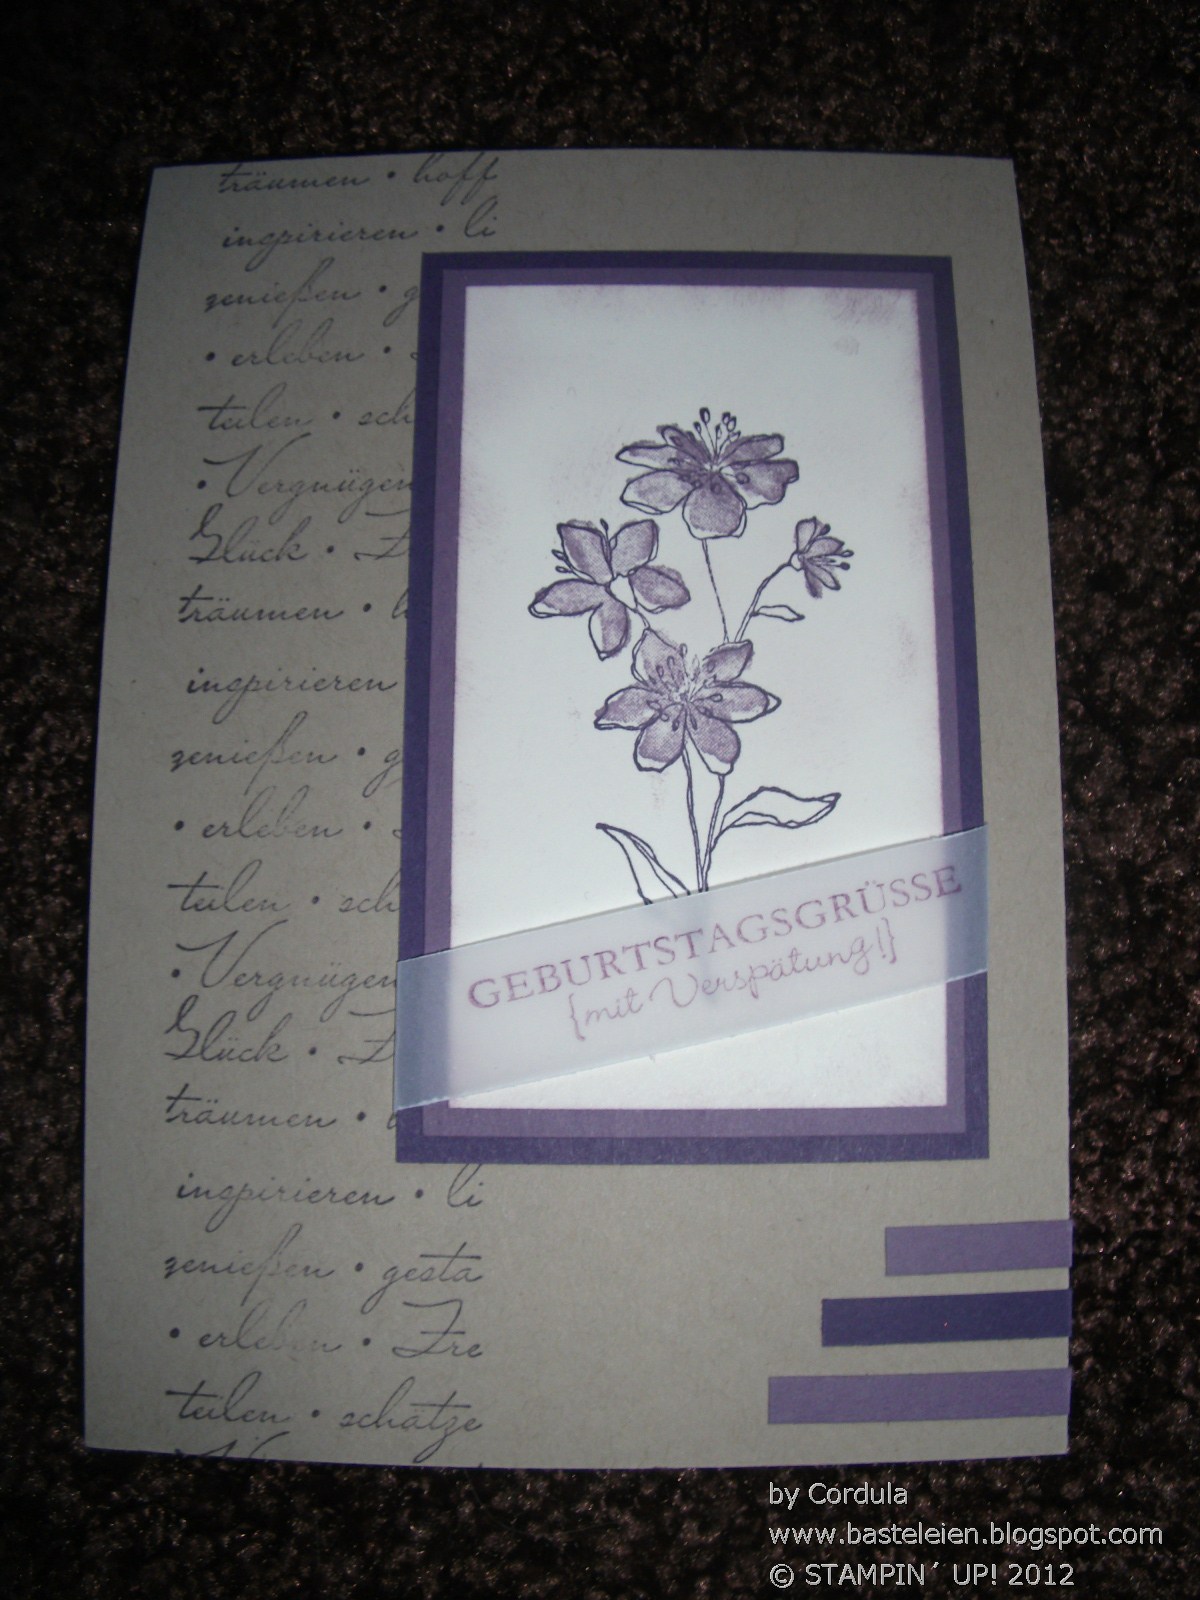 träumen • hoff
inspirieren • li
genießen • g
• erleben •
teilen • sch
• Vergnügen
Glück •
träumen •
inspirieren
genießen • g
• erleben •
teilen • sch
• Vergnügen
Glück •
träumen •
inspirieren • li
genießen • gesta
• erleben • Fre
teilen • schätze
GEBURTSTAGSGRÜSSE
{mit Verspätung!}
by Cordula
www.basteleien.blogspot.com
© STAMPIN´ UP! 2012